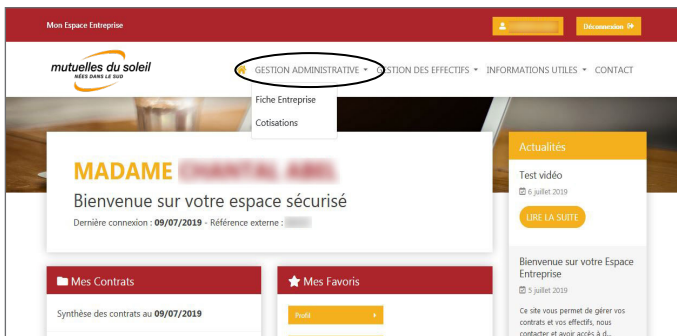 Mon Espace Entreprise
Déconnexion
mutuelles du soleil
NÉES DANS LE SUD
GESTION ADMINISTRATIVE
GESTION DES EFFECTIFS
INFORMATIONS UTILES
CONTACT
Fiche Entreprise
Cotisations
MADAME
Bienvenue sur votre espace sécurisé
Dernière connexion : 09/07/2019 - Référence externe :
Actualités
Test vidéo
6 juillet 2019
LIRE LA SUITE
Bienvenue sur votre Espace
Entreprise
5 juillet 2019
Ce site vous permet de gérer vos
contrats et vos effectifs, nous
contacter et avoir accès à d...
Mes Contrats
Synthèse des contrats au 09/07/2019
Mes Favoris
Profil